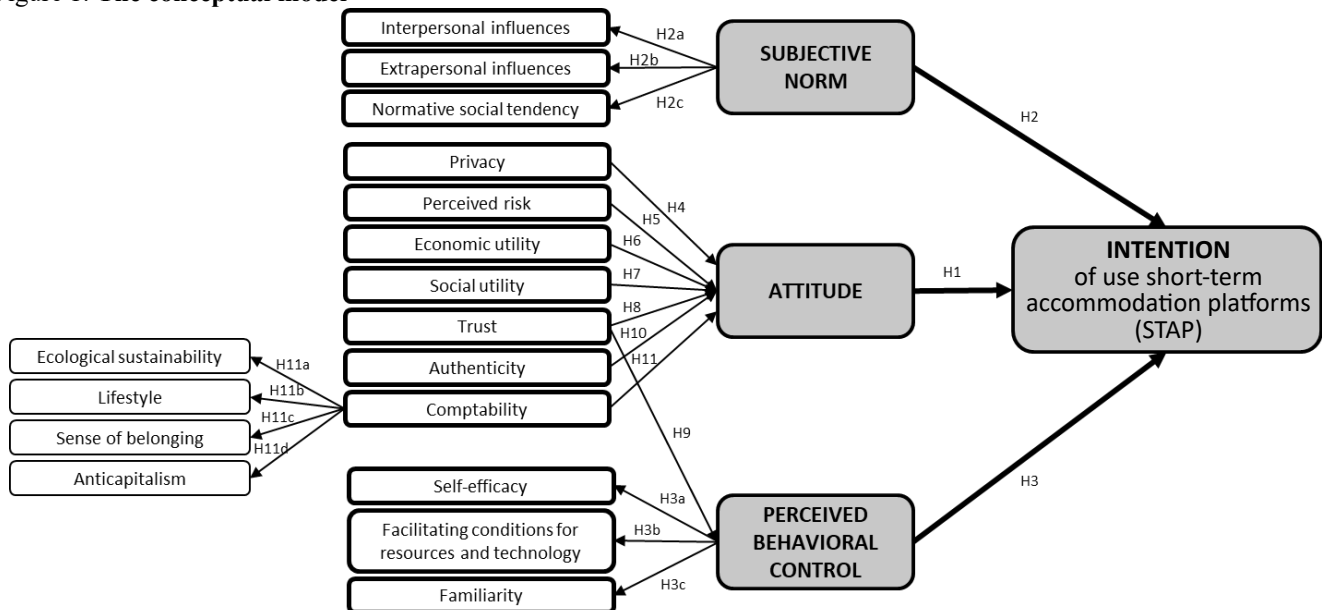 Figure 1. The conceptual model
Interpersonal influences
Extrapersonal influences
Normative social tendency
H2a
H2b
H2c
SUBJECTIVE
NORM
H2
Privacy
Perceived risk
Economic utility
Social utility
Trust
Authenticity
Comptability
H4
H5
H6
H7
H8
H10
H11
H9
ATTITUDE
H1
INTENTION
of use short-term
accommodation platforms
(STAP)
Ecological sustainability
Lifestyle
Sense of belonging
Anticapitalism
H11a
H11b
H11c
H11d
Self-efficacy
Facilitating conditions for
resources and technology
Familiarity
H3a
H3b
H3c
PERCEIVED
BEHAVIORAL
CONTROL
H3